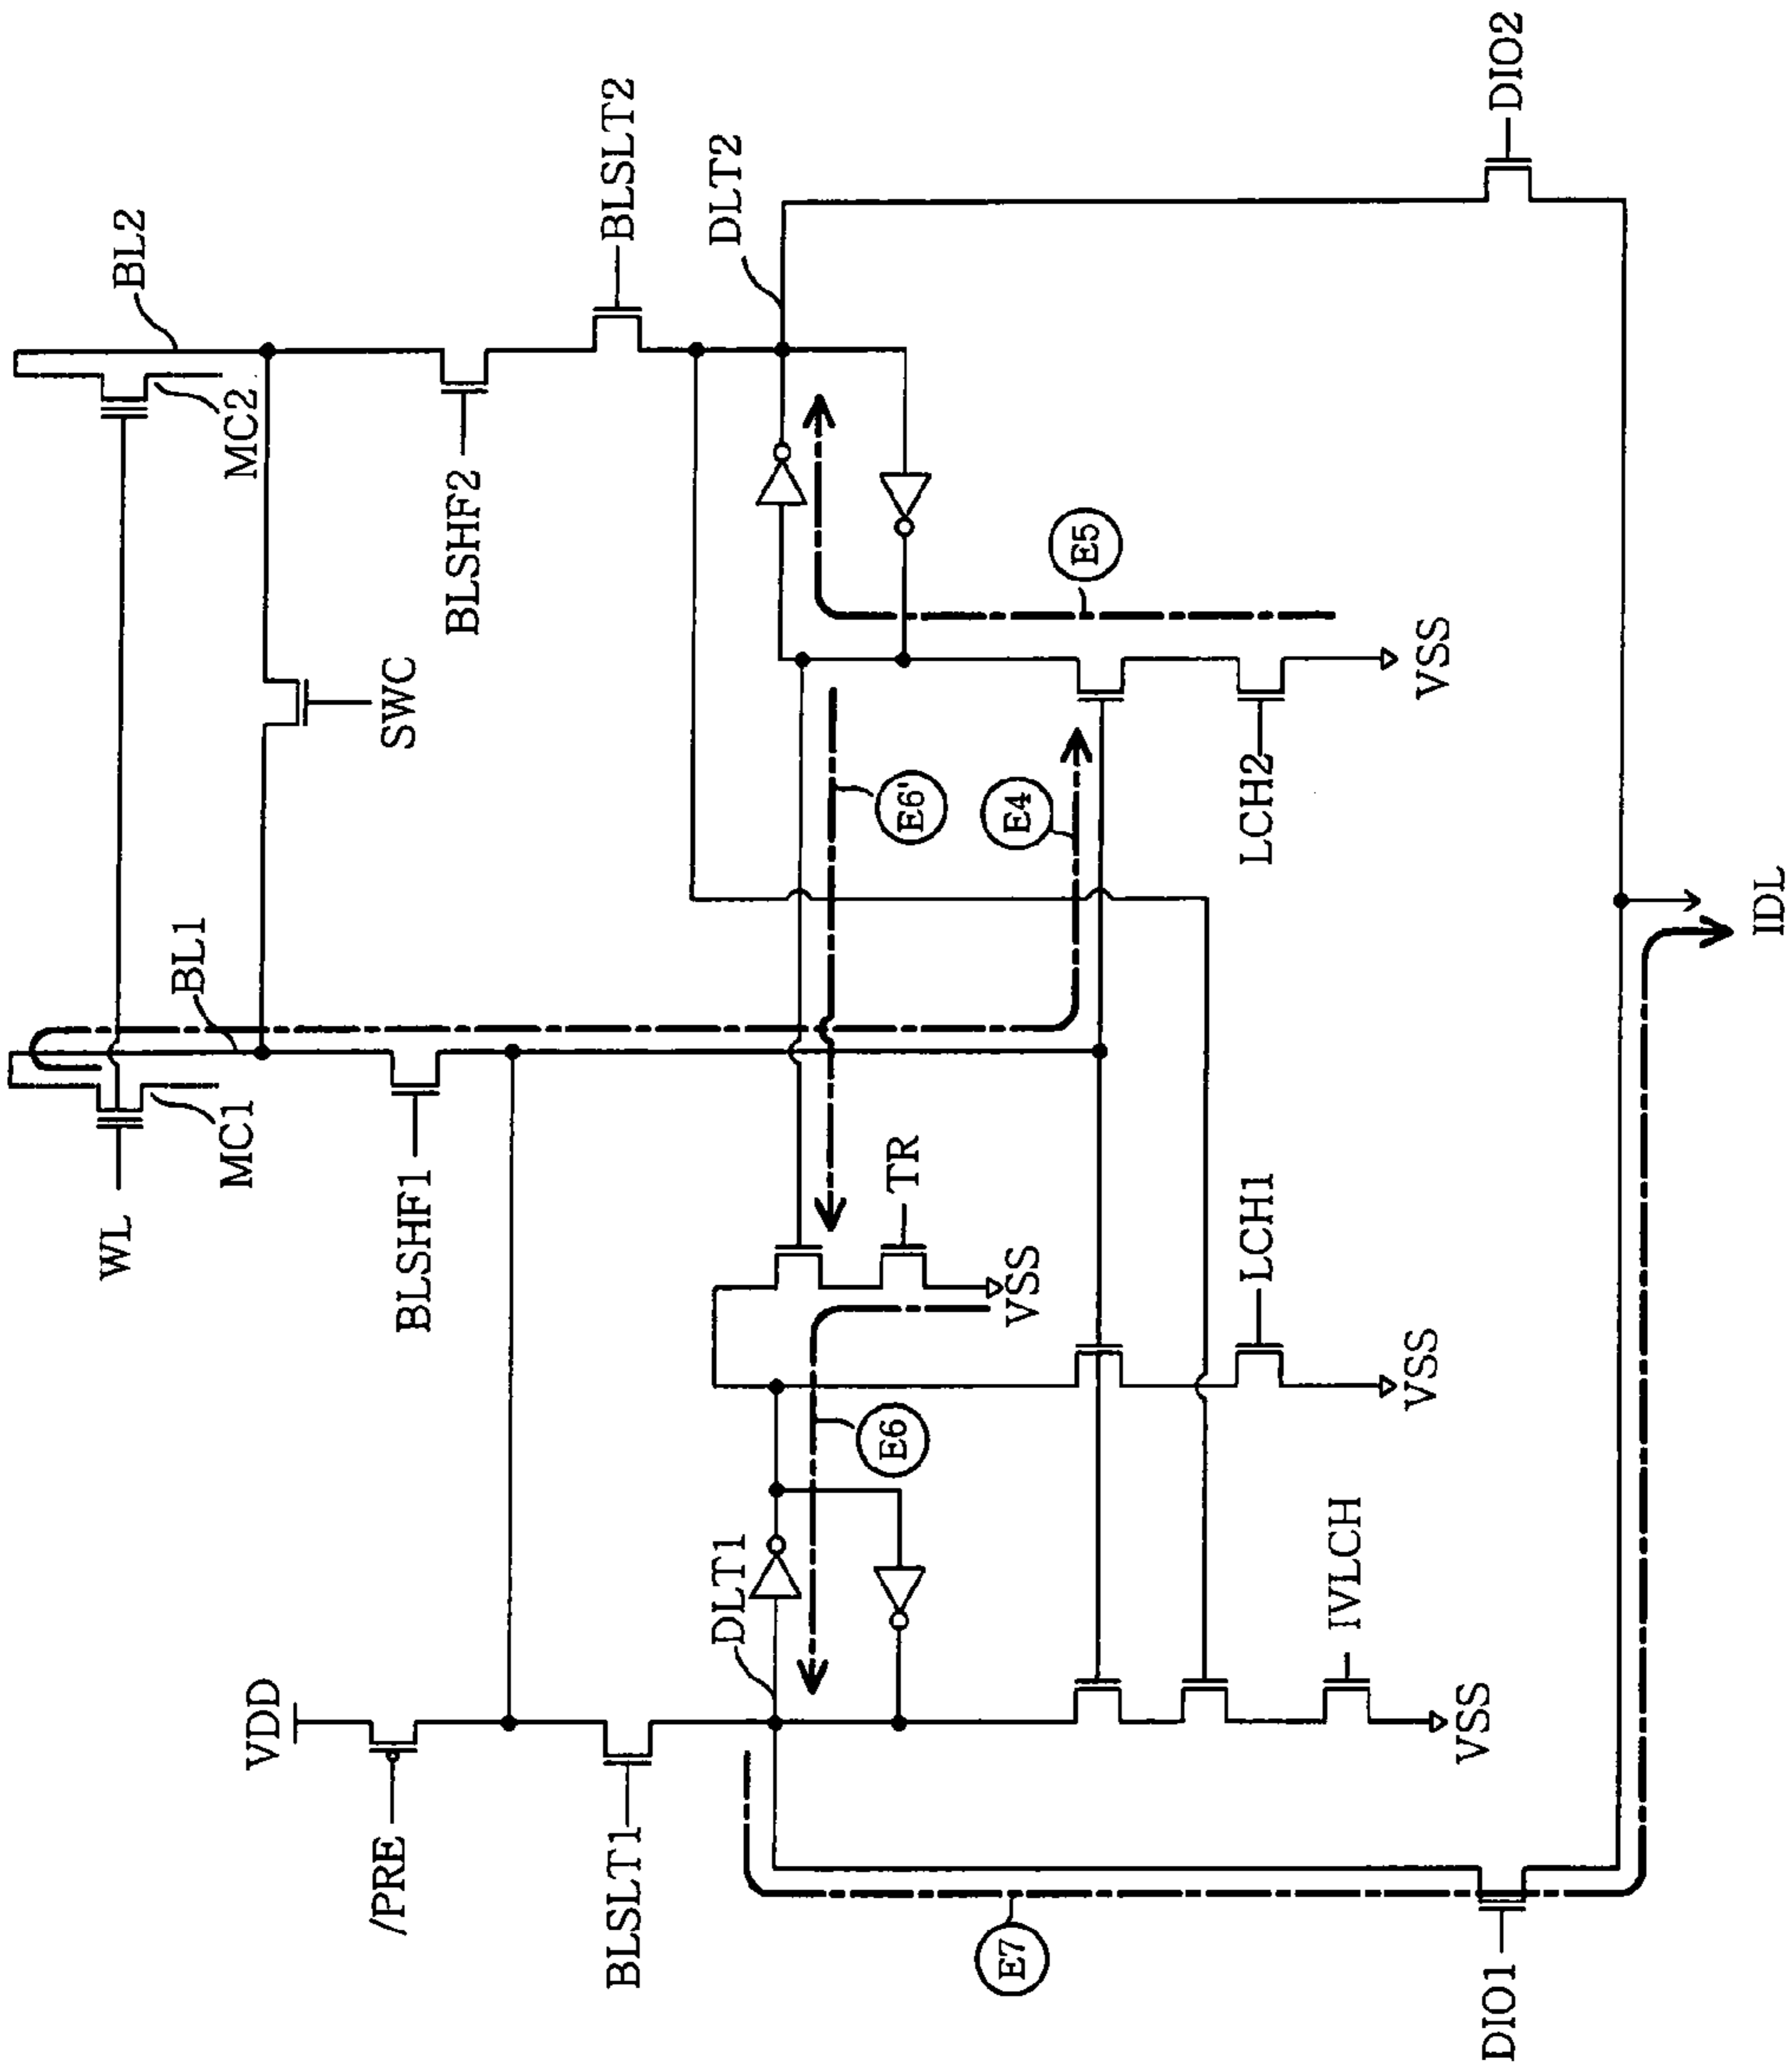 WL
MC1
BL1
SWC
MC2
BL2
BLSHF1
BLSHF2
BLSLT2
VDD
/PRE
BLSLT1
DLT1
DLT2
TR
VSS
E6
E6'
E4
E5
LCH1
LCH2
IVLCH
VSS
VSS
VSS
E7
DIO1
DIO2
IDL